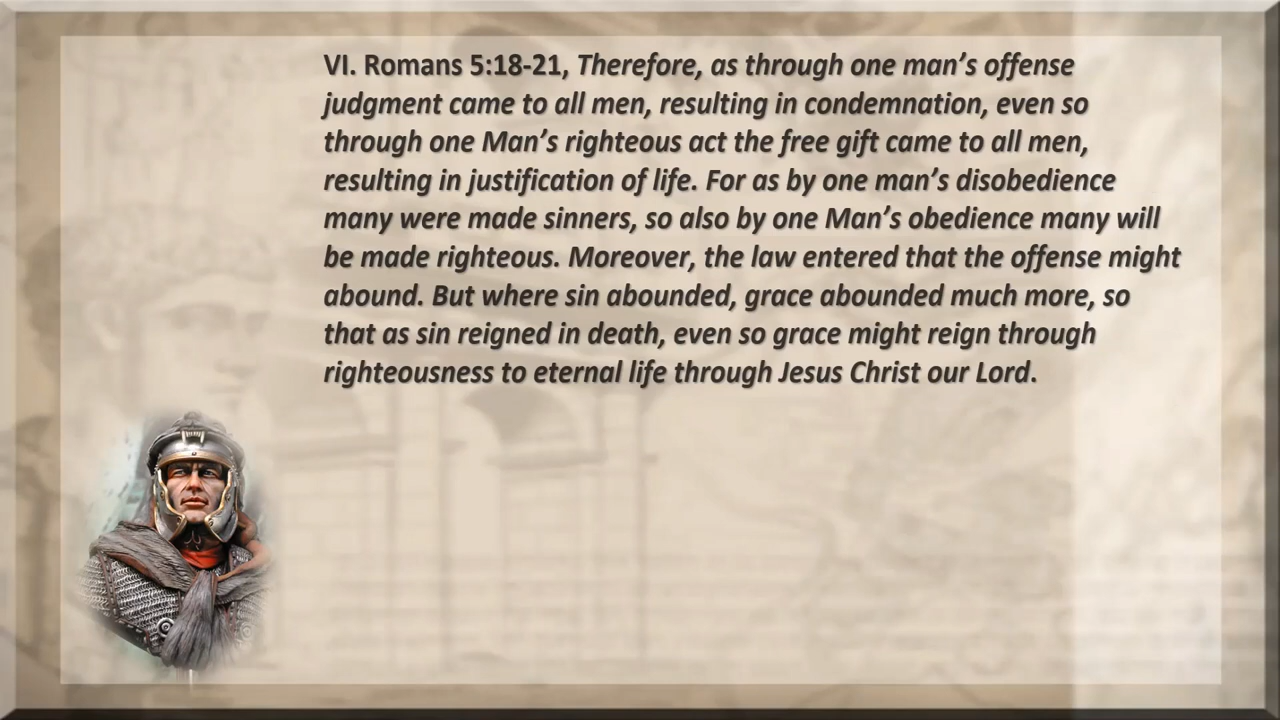 VI. Romans 5:18-21, Therefore, as through one man’s offense
judgment came to all men, resulting in condemnation, even so
through one Man’s righteous act the free gift came to all men,
resulting in justification of life. For as by one man’s disobedience
many were made sinners, so also by one Man’s obedience many will
be made righteous. Moreover, the law entered that the offense might
abound. But where sin abounded, grace abounded much more, so
that as sin reigned in death, even so grace might reign through
righteousness to eternal life through Jesus Christ our Lord.